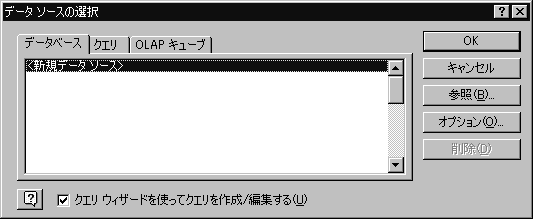 データ ソースの選択
データベース クエリ OLAP キューブ
<新規データ ソース>
OK
キャンセル
参照(B)...
オプション(O)...
削除(D)
クエリ ウィザードを使ってクエリを作成/編集する(U)